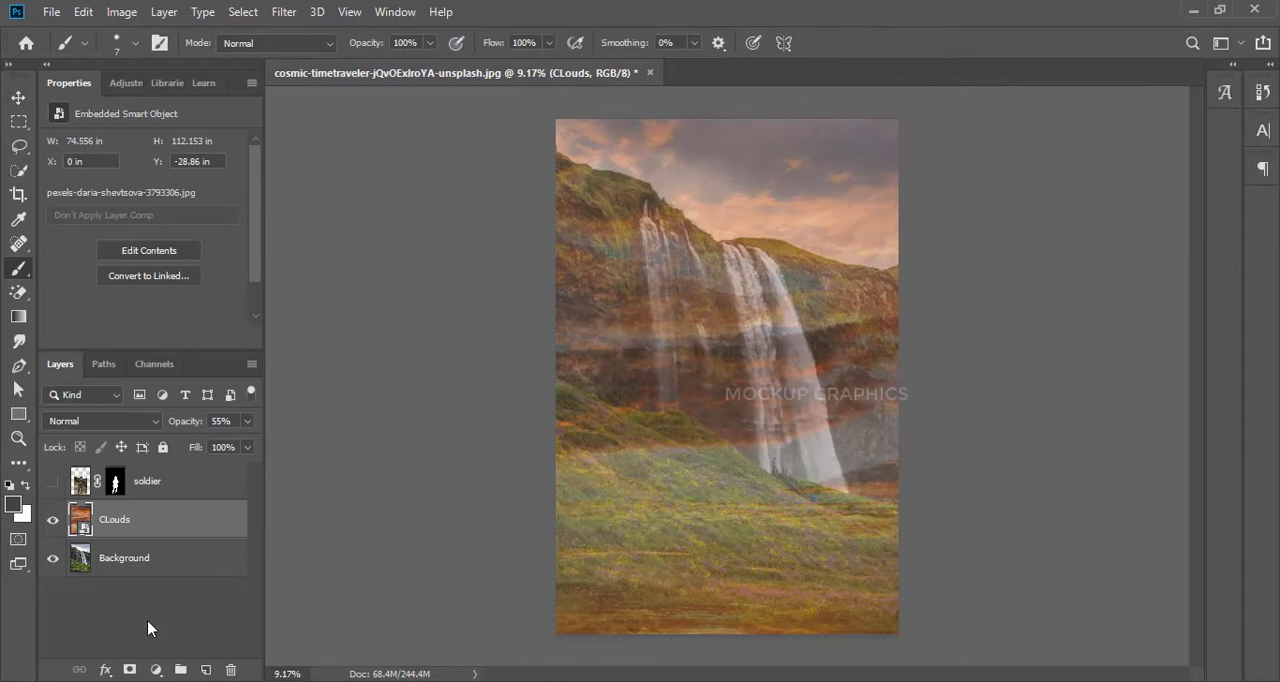 Ps File Edit Image Layer Type Select Filter 3D View Window Help
7 Mode: Normal Opacity: 100% Flow: 100% Smoothing: 0%
Properties Adjustn Librarie Learn
cosmic-timetraveler-jQvOExlroYA-unsplash.jpg @ 9.17% (CLouds, RGB/8) *
Embedded Smart Object
W: 74.556 in H: 112.153 in
X: 0 in Y: -28.86 in
pexels-daria-shevtsova-3793306.jpg
Don't Apply Layer Comp
Edit Contents
Convert to Linked...
Layers Paths Channels
Kind
Normal Opacity: 55%
Lock: Fill: 100%
soldier
CLouds
Background
MOCKUP GRAPHICS
9.17% Doc: 68.4M/244.4M